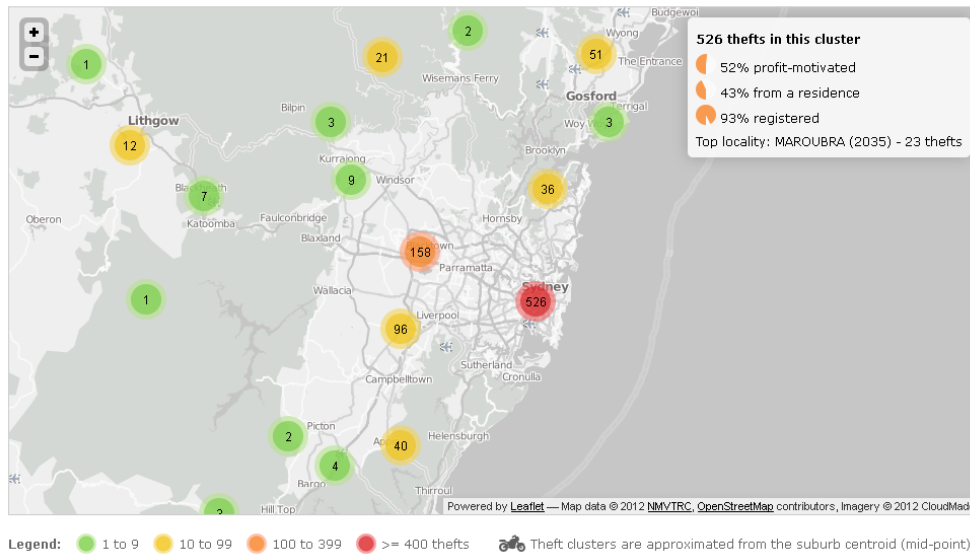 +
−
1
2
21
51
Budgewoi
Wyong
The Entrance
Wisemans Ferry
Gosford
Bilpin
3
3
Lithgow
12
Brooklyn
Kurrajong
9
Windsor
36
7
Katoomba
Oberon
Faulconbridge
Hornsby
Blaxland
158
Parramatta
1
Wallacia
Sydney
526
96
Liverpool
Sutherland
Cronulla
Campbelltown
2
Picton
40
Helensburgh
4
Bargo
Thirroul
Hill Top
526 thefts in this cluster
52% profit-motivated
43% from a residence
93% registered
Top locality: MAROUBRA (2035) - 23 thefts
Powered by Leaflet — Map data © 2012 NMVTRC, OpenStreetMap contributors, Imagery © 2012 CloudMad
Legend: 1 to 9 10 to 99 100 to 399 >= 400 thefts Theft clusters are approximated from the suburb centroid (mid-point)